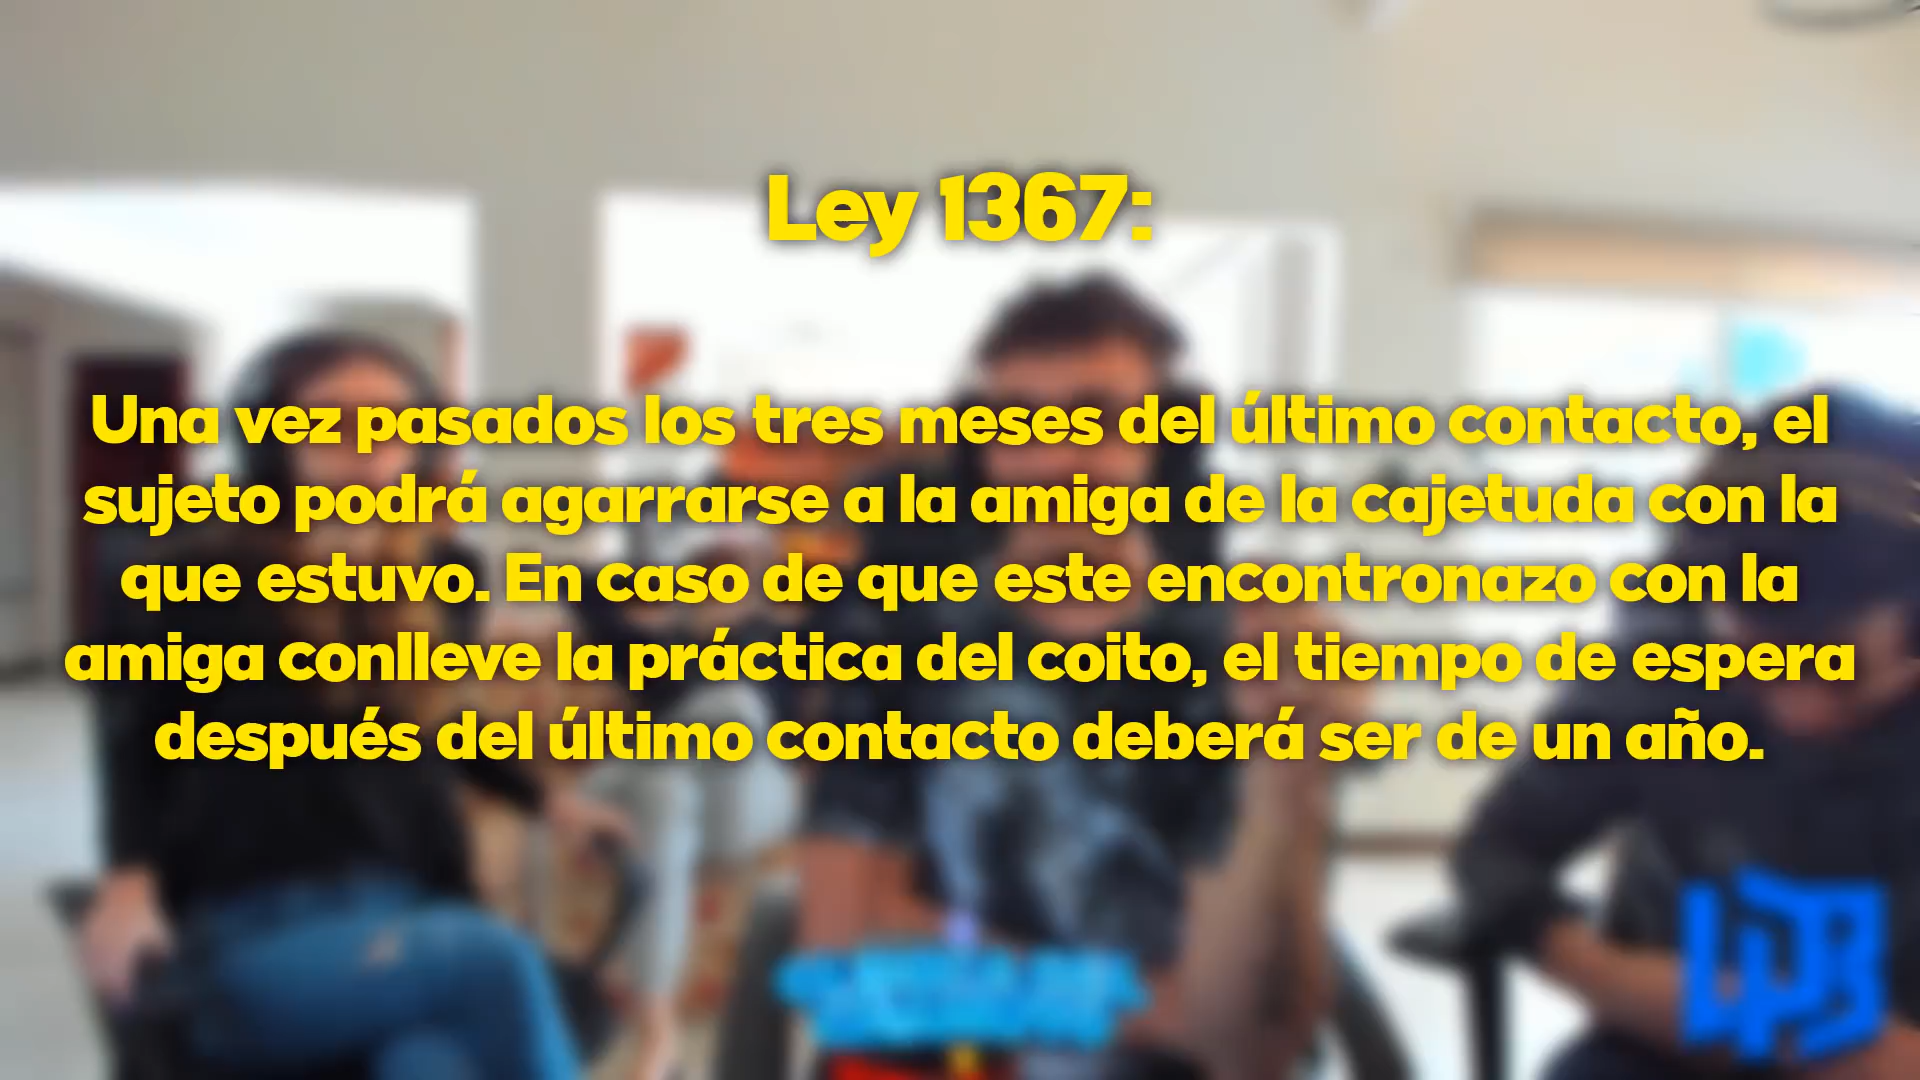 Ley 1367:
Una vez pasados los tres meses del último contacto, el
sujeto podrá agarrarse a la amiga de la cajetuda con la
que estuvo. En caso de que este encontronazo con la
amiga conlleve la práctica del coito, el tiempo de espera
después del último contacto deberá ser de un año.